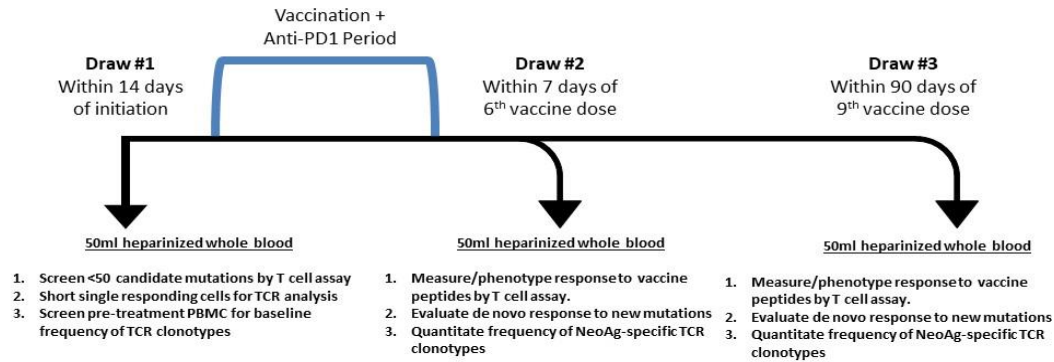 Vaccination +
Anti-PD1 Period
Draw #1
Within 14 days
of initiation
Draw #2
Within 7 days of
6th vaccine dose
Draw #3
Within 90 days of
9th vaccine dose
50ml heparinized whole blood
1. Screen <50 candidate mutations by T cell assay
2. Short single responding cells for TCR analysis
3. Screen pre-treatment PBMC for baseline
frequency of TCR clonotypes
50ml heparinized whole blood
1. Measure/phenotype response to vaccine
peptides by T cell assay.
2. Evaluate de novo response to new mutations
3. Quantitate frequency of NeoAg-specific TCR
clonotypes
50ml heparinized whole blood
1. Measure/phenotype response to vaccine
peptides by T cell assay.
2. Evaluate de novo response to new mutations
3. Quantitate frequency of NeoAg-specific TCR
clonotypes